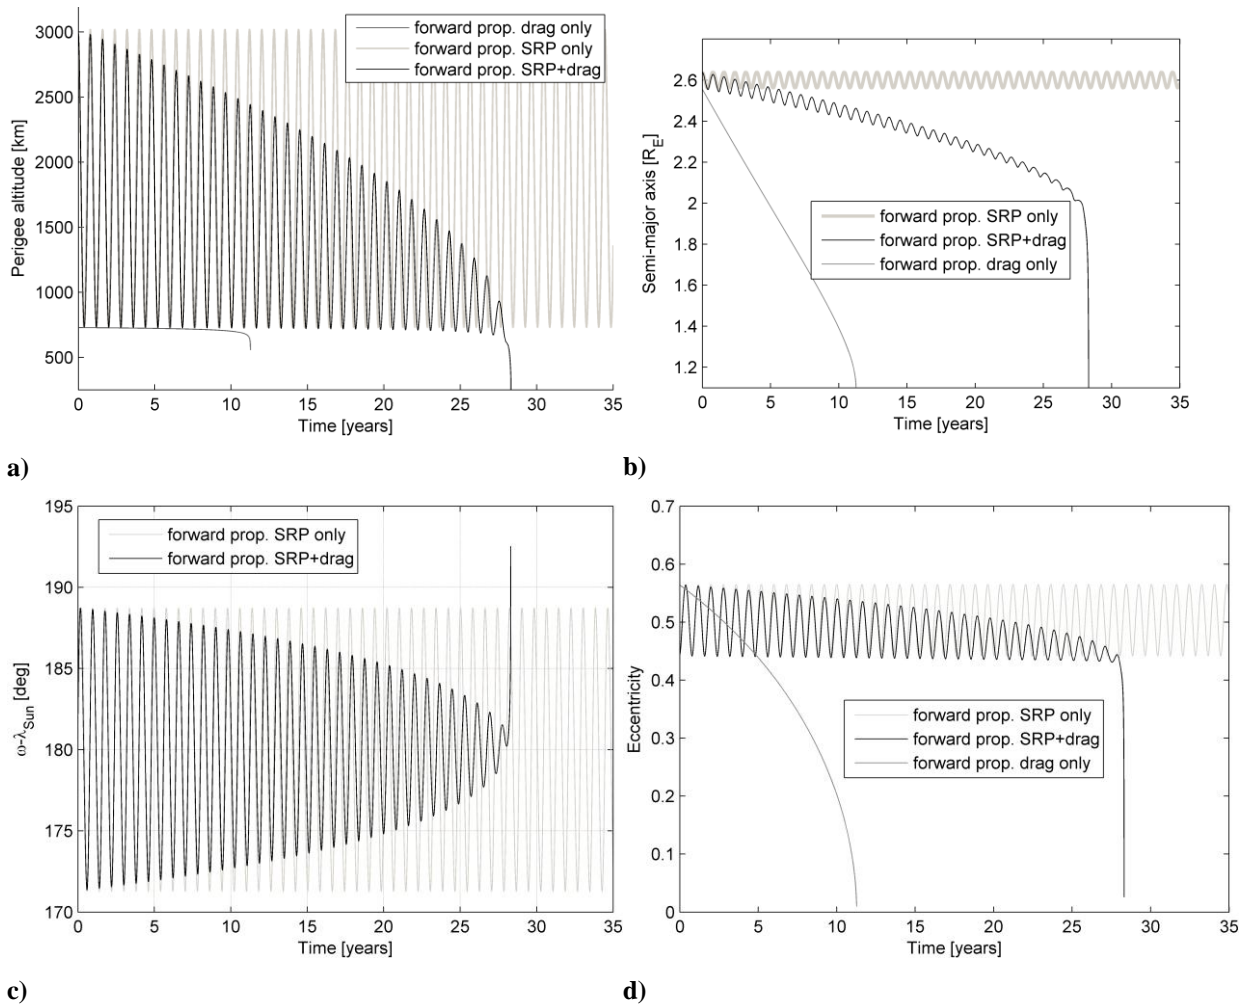 forward prop. drag only
forward prop. SRP only
forward prop. SRP+drag
Perigee altitude [km]
3000
2500
2000
1500
1000
500
0 5 10 15 20 25 30 35
Time [years]
a)
forward prop. SRP only
forward prop. SRP+drag
forward prop. drag only
Semi-major axis [R_E]
2.6
2.4
2.2
2
1.8
1.6
1.4
1.2
0 5 10 15 20 25 30 35
Time [years]
b)
forward prop. SRP only
forward prop. SRP+drag
ω-λ_Sun [deg]
195
190
185
180
175
170
0 5 10 15 20 25 30 35
Time [years]
c)
forward prop. SRP only
forward prop. SRP+drag
forward prop. drag only
Eccentricity
0.7
0.6
0.5
0.4
0.3
0.2
0.1
0
0 5 10 15 20 25 30 35
Time [years]
d)